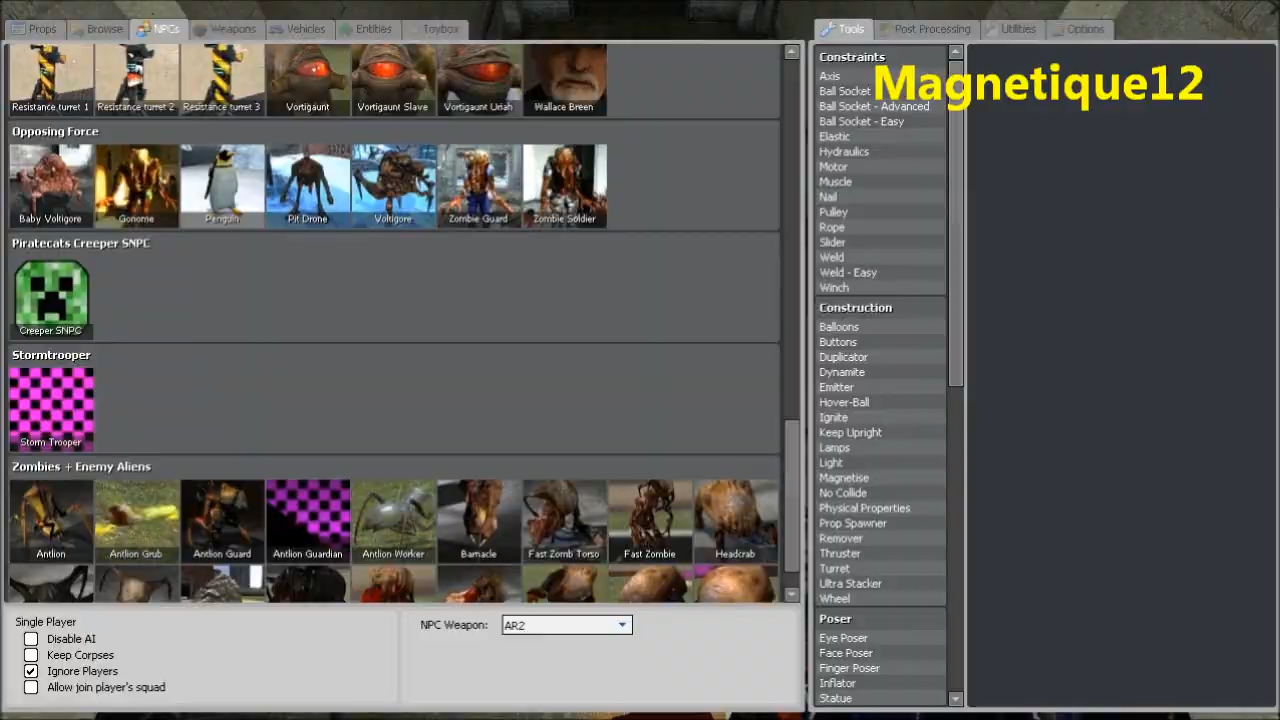 Props Browse NPCs Weapons Vehicles Entities Toybox
Tools Post Processing Utilities Options
Magnetique12
Resistance turret 1 Resistance turret 2 Resistance turret 3 Vortigaunt Vortigaunt Slave Vortigaunt Uriah Wallace Breen
Opposing Force
Baby Voltigore Gonome Penguin Pit Drone Voltigore Zombie Guard Zombie Soldier
Piratecats Creeper SNPC
Creeper SNPC
Stormtrooper
Storm Trooper
Zombies + Enemy Aliens
Antlion Antlion Grub Antlion Guard Antlion Guardian Antlion Worker Barnacle Fast Zomb Torso Fast Zombie Headcrab
Single Player
Disable AI
Keep Corpses
Ignore Players
Allow join player's squad
NPC Weapon: AR2
Constraints
Axis
Ball Socket
Ball Socket - Advanced
Ball Socket - Easy
Elastic
Hydraulics
Motor
Muscle
Nail
Pulley
Rope
Slider
Weld
Weld - Easy
Winch
Construction
Balloons
Buttons
Duplicator
Dynamite
Emitter
Hover-Ball
Ignite
Keep Upright
Lamps
Light
Magnetise
No Collide
Physical Properties
Prop Spawner
Remover
Thruster
Turret
Ultra Stacker
Wheel
Poser
Eye Poser
Face Poser
Finger Poser
Inflator
Statue